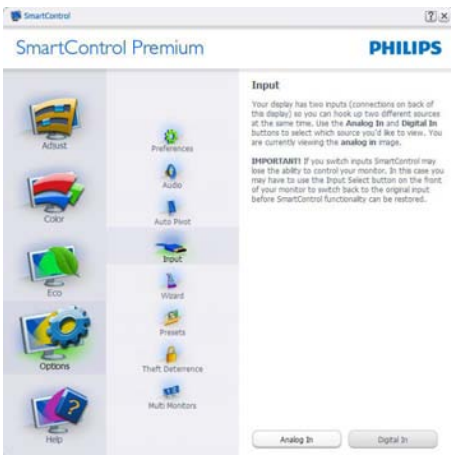 SmartControl
SmartControl Premium
PHILIPS
Adjust
Color
Eco
Options
Help
Preferences
Audio
Auto Pivot
Input
Wizard
Presets
Theft Deterrence
Multi Monitors
Input
Your display has two inputs (connections on back of
the display) so you can hook up two different sources
at the same time. Use the Analog In and Digital In
buttons to select which source you'd like to view. You
are currently viewing the analog in image.
IMPORTANT! If you switch inputs SmartControl may
lose the ability to control your monitor. In this case you
may have to use the Input Select button on the front
of your monitor to switch back to the original input
before SmartControl functionality can be restored.
Analog In
Digital In